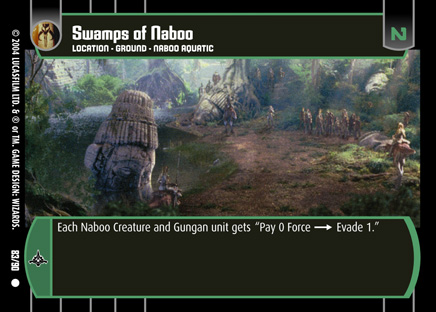 Swamps of Naboo
LOCATION • GROUND • NABOO AQUATIC
N
Each Naboo Creature and Gungan unit gets “Pay 0 Force → Evade 1.”
© 2004 LUCASFILM LTD. & ® or TM. GAME DESIGN: WIZARDS.
83/90 ●